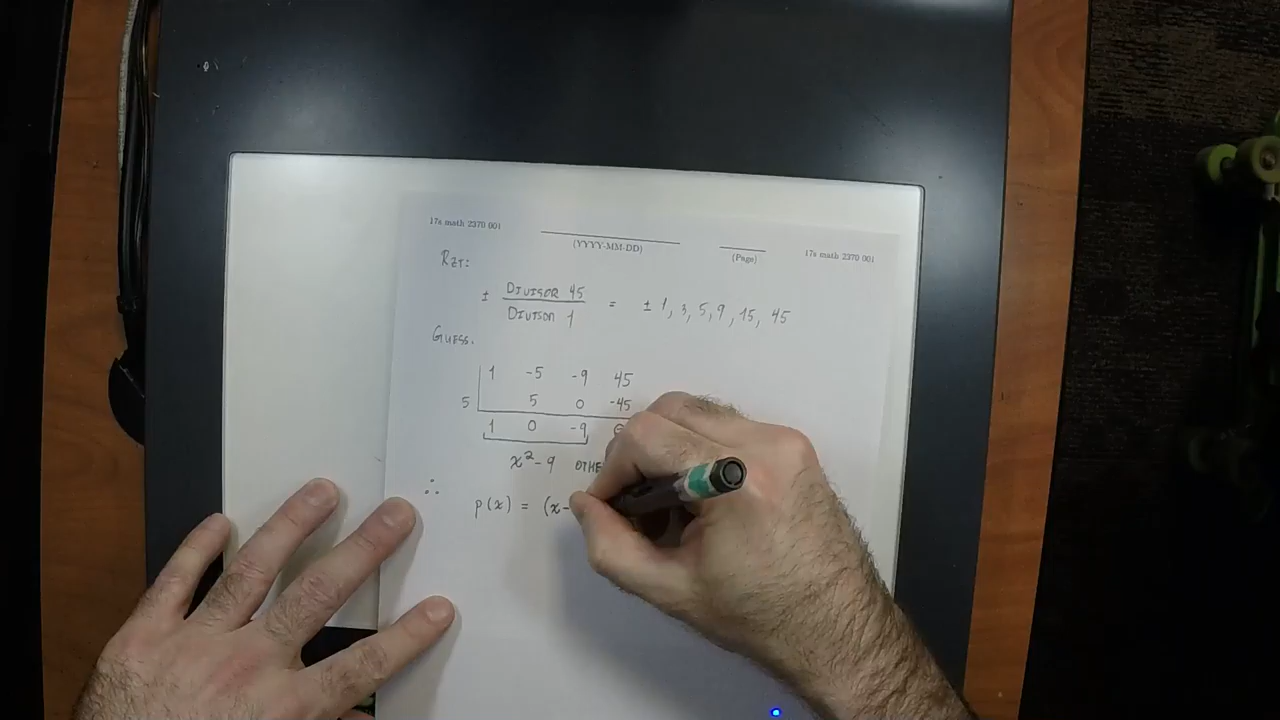 17s math 2370 001 (YYYY-MM-DD) (Page) 17s math 2370 001
RZT:
± DIVISOR 45 / DIVISOR 1 = ± 1, 3, 5, 9, 15, 45
GUESS.
1 -5 -9 45
5 5 0 -45
1 0 -9
x² - 9
∴ p(x) = (x-